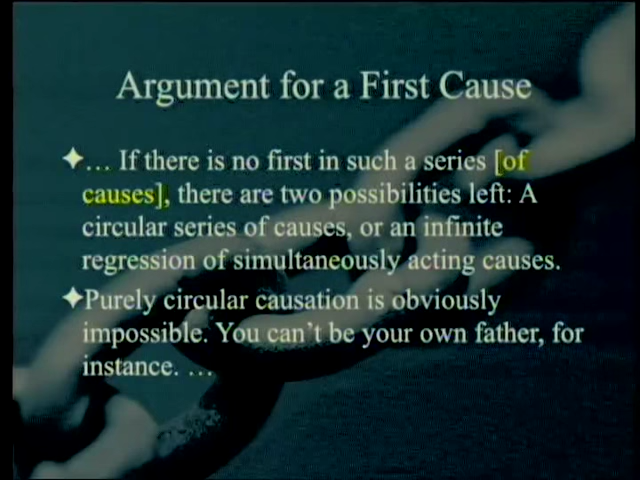 Argument for a First Cause
… If there is no first in such a series [of
causes], there are two possibilities left: A
circular series of causes, or an infinite
regression of simultaneously acting causes.
Purely circular causation is obviously
impossible. You can't be your own father, for
instance. …